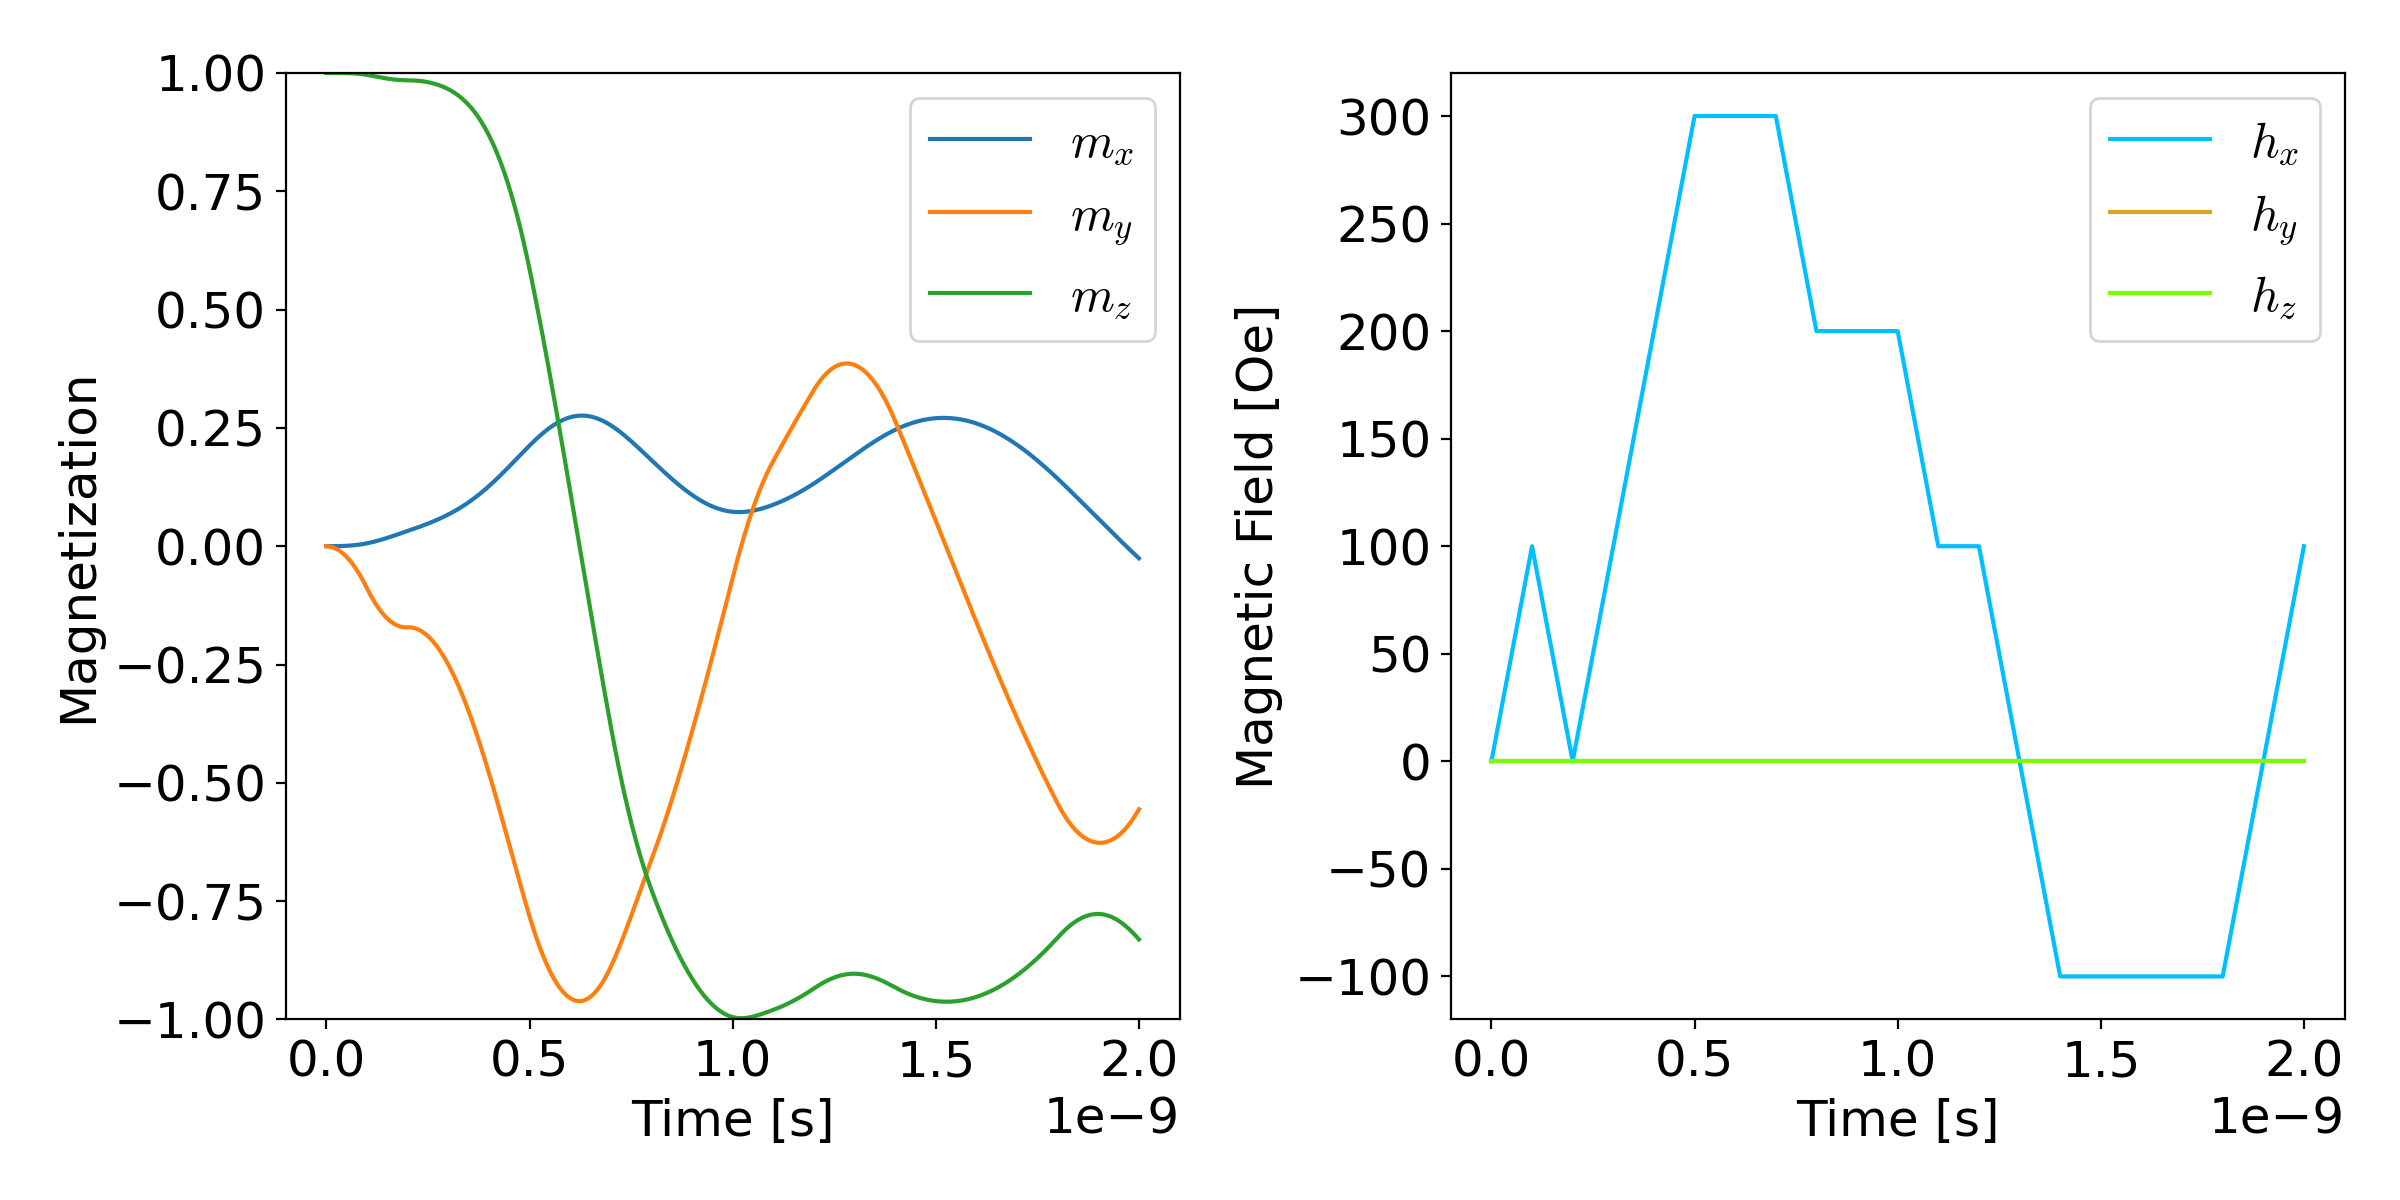 Magnetization
1.00
0.75
0.50
0.25
0.00
−0.25
−0.50
−0.75
−1.00
0.0 0.5 1.0 1.5 2.0
Time [s]
1e−9
m_x
m_y
m_z
Magnetic Field [Oe]
300
250
200
150
100
50
0
−50
−100
0.0 0.5 1.0 1.5 2.0
Time [s]
1e−9
h_x
h_y
h_z